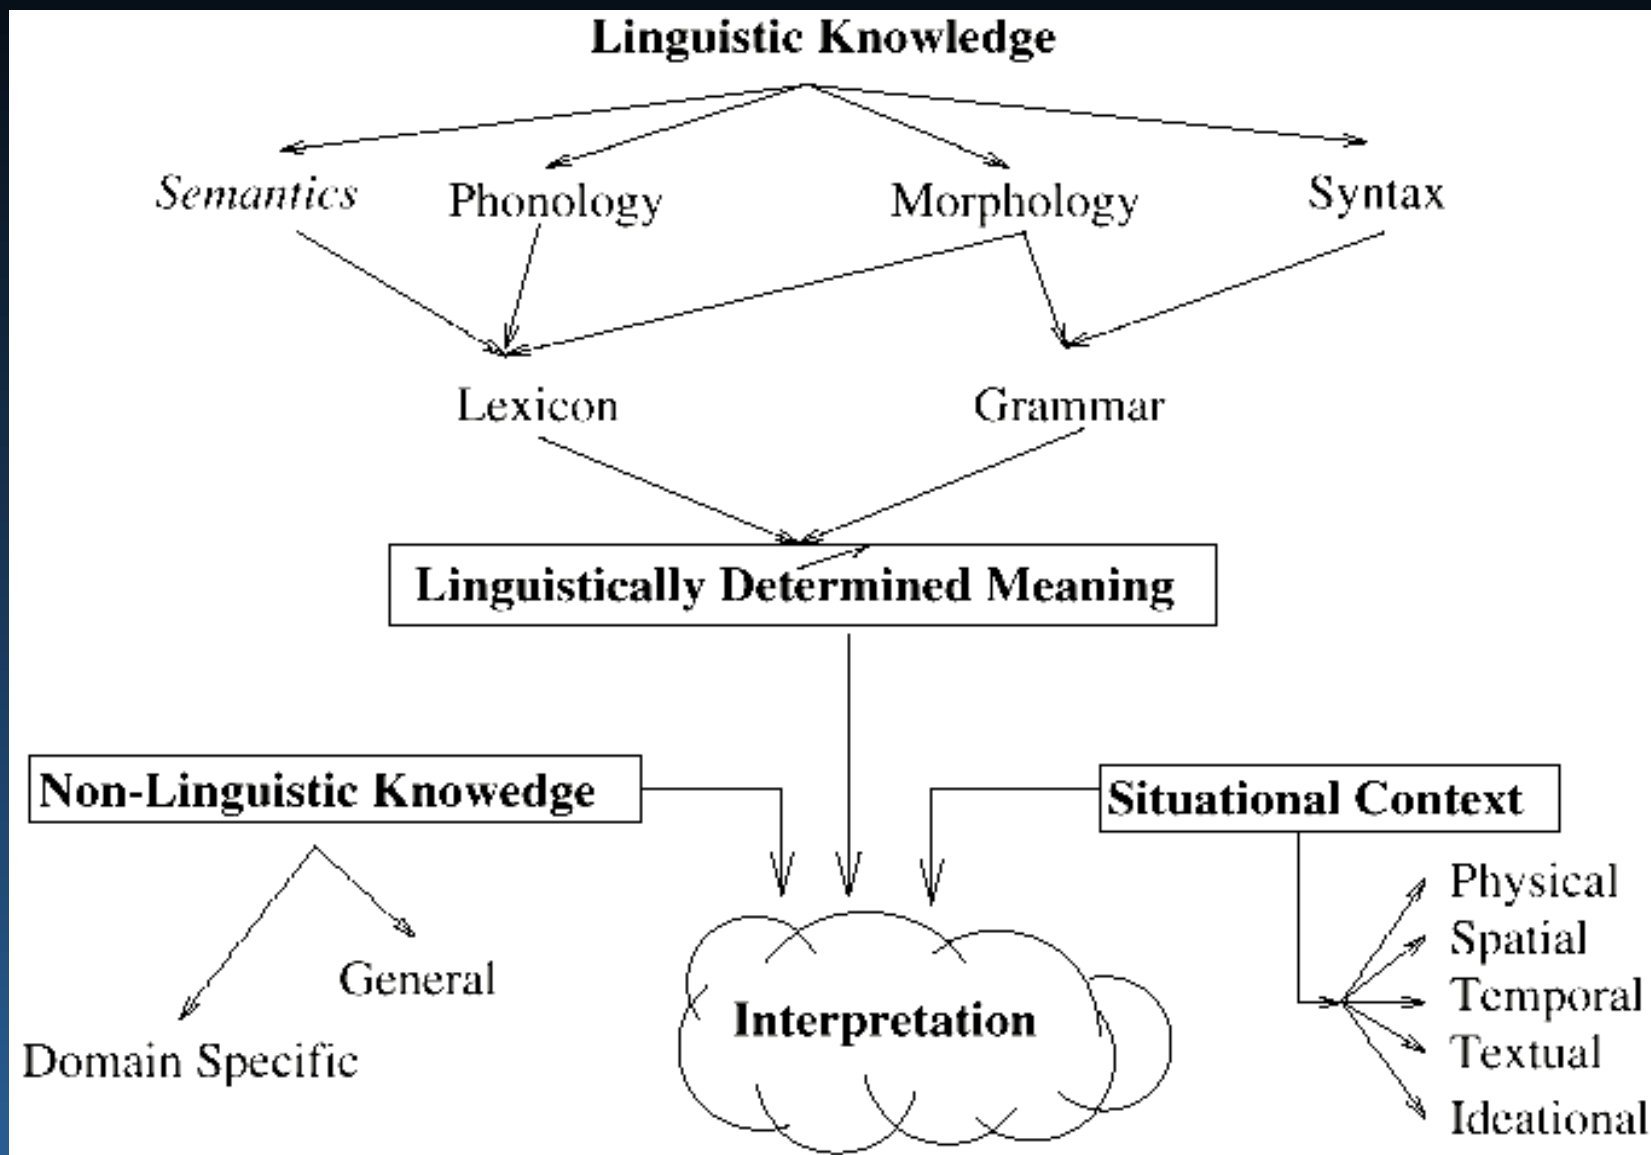 Linguistic Knowledge
Semantics Phonology Morphology Syntax
Lexicon Grammar
Linguistically Determined Meaning
Non-Linguistic Knowedge
Situational Context
General
Domain Specific
Interpretation
Physical
Spatial
Temporal
Textual
Ideational